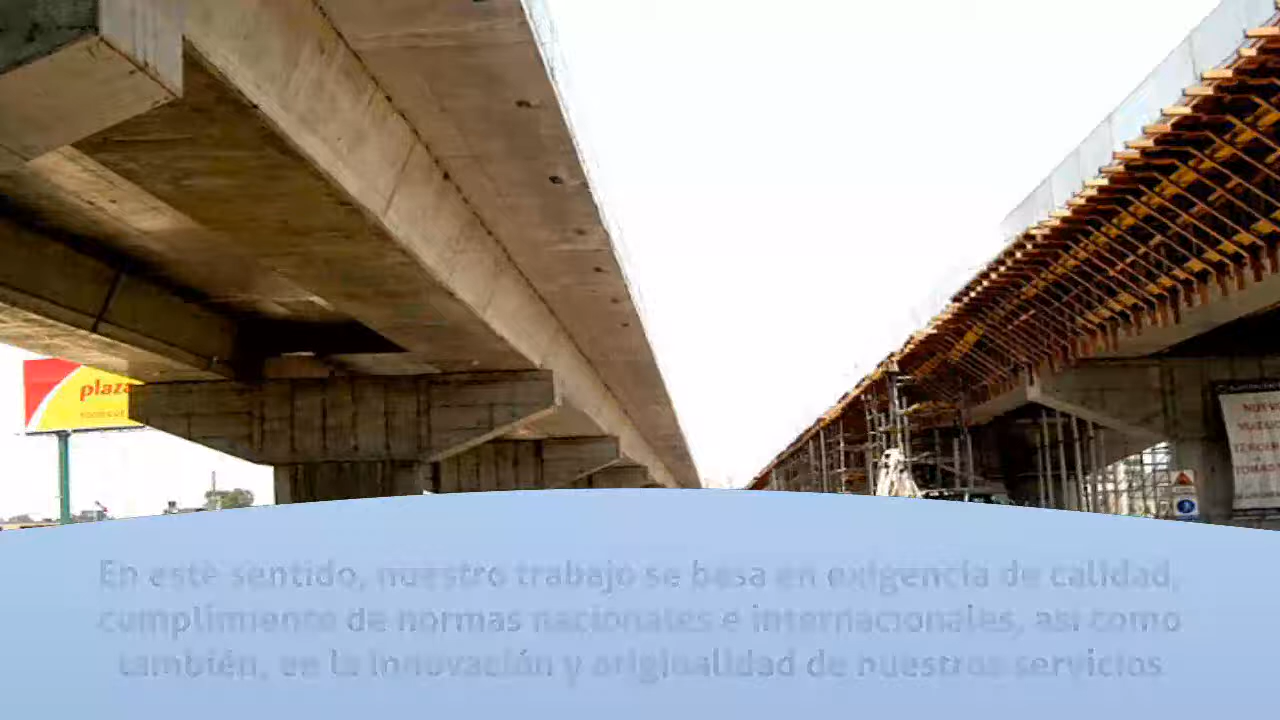 plaza
En este sentido, nuestro trabajo se basa en exigencia de calidad,
cumplimiento de normas nacionales e internacionales, así como
también, en la innovación y originalidad de nuestros servicios